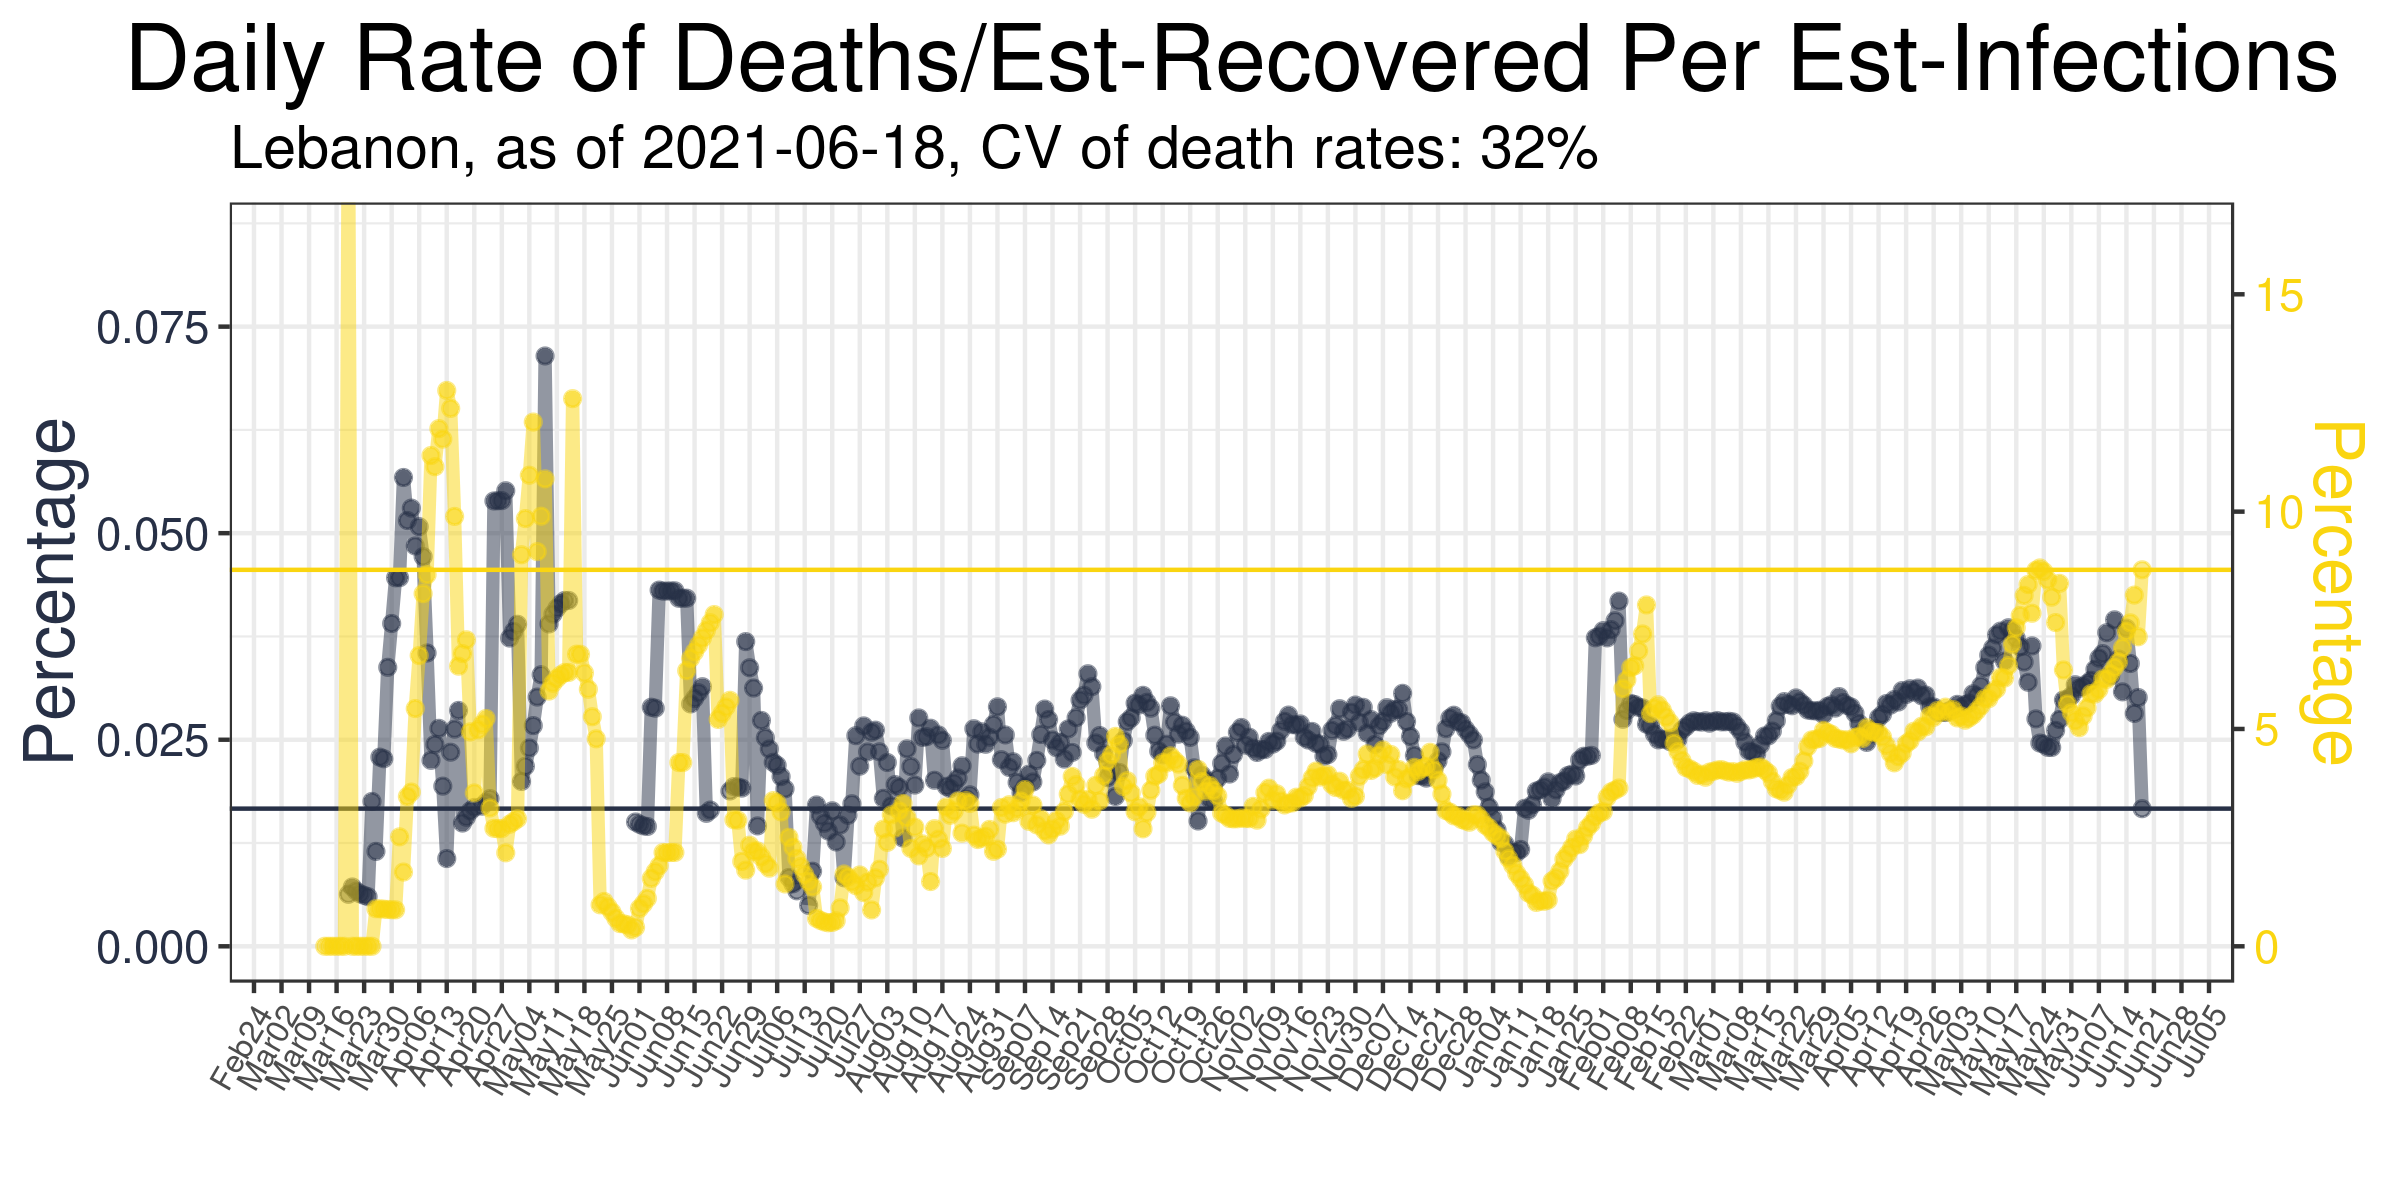 Daily Rate of Deaths/Est-Recovered Per Est-Infections
Lebanon, as of 2021-06-18, CV of death rates: 32%
Percentage
0.075
0.050
0.025
0.000
15
10
5
0
Percentage
Feb24
Mar02
Mar09
Mar16
Mar23
Mar30
Apr06
Apr13
Apr20
Apr27
May04
May11
May18
May25
Jun01
Jun08
Jun15
Jun22
Jun29
Jul06
Jul13
Jul20
Jul27
Aug03
Aug10
Aug17
Aug24
Aug31
Sep07
Sep14
Sep21
Sep28
Oct05
Oct12
Oct19
Oct26
Nov02
Nov09
Nov16
Nov23
Nov30
Dec07
Dec14
Dec21
Dec28
Jan04
Jan11
Jan18
Jan25
Feb01
Feb08
Feb15
Feb22
Mar01
Mar08
Mar15
Mar22
Mar29
Apr05
Apr12
Apr19
Apr26
May03
May10
May17
May24
May31
Jun07
Jun14
Jun21
Jun28
Jul05